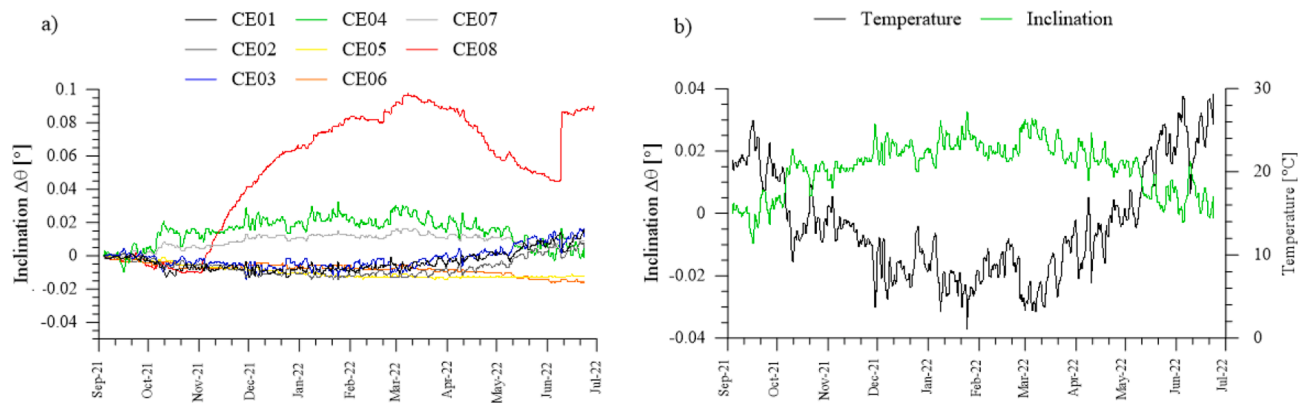 a)
CE01 CE04 CE07
CE02 CE05 CE08
CE03 CE06
Inclination Δθ [°]
0.1
0.08
0.06
0.04
0.02
0
-0.02
-0.04
Sep-21 Oct-21 Nov-21 Dec-21 Jan-22 Feb-22 Mar-22 Apr-22 May-22 Jun-22 Jul-22
b)
Temperature Inclination
Inclination Δθ [°]
0.04
0.02
0
-0.02
-0.04
30
20
10
0
Temperature [°C]
Sep-21 Oct-21 Nov-21 Dec-21 Jan-22 Feb-22 Mar-22 Apr-22 May-22 Jun-22 Jul-22